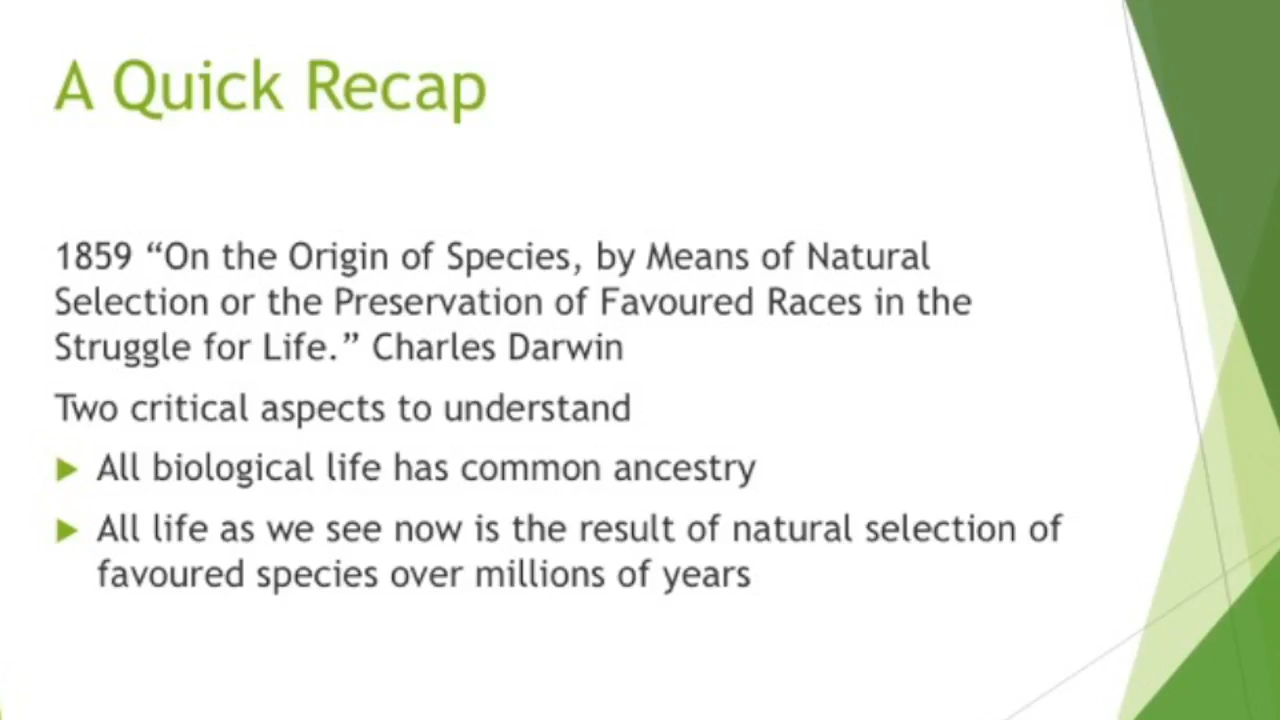 A Quick Recap
1859 “On the Origin of Species, by Means of Natural
Selection or the Preservation of Favoured Races in the
Struggle for Life.” Charles Darwin
Two critical aspects to understand
All biological life has common ancestry
All life as we see now is the result of natural selection of
favoured species over millions of years